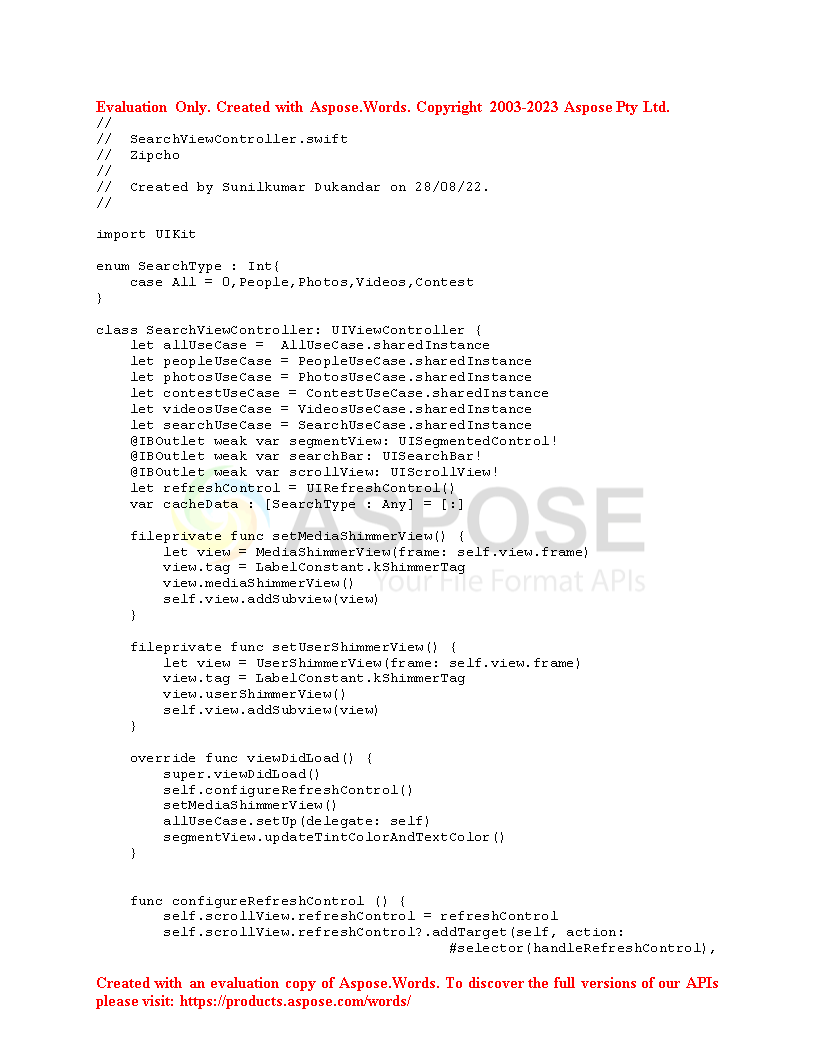 Evaluation Only. Created with Aspose.Words. Copyright 2003-2023 Aspose Pty Ltd.
//
//  SearchViewController.swift
//  Zipcho
//
//  Created by Sunilkumar Dukandar on 28/08/22.
//

import UIKit

enum SearchType : Int{
    case All = 0,People,Photos,Videos,Contest
}

class SearchViewController: UIViewController {
    let allUseCase =  AllUseCase.sharedInstance
    let peopleUseCase = PeopleUseCase.sharedInstance
    let photosUseCase = PhotosUseCase.sharedInstance
    let contestUseCase = ContestUseCase.sharedInstance
    let videosUseCase = VideosUseCase.sharedInstance
    let searchUseCase = SearchUseCase.sharedInstance
    @IBOutlet weak var segmentView: UISegmentedControl!
    @IBOutlet weak var searchBar: UISearchBar!
    @IBOutlet weak var scrollView: UIScrollView!
    let refreshControl = UIRefreshControl()
    var cacheData : [SearchType : Any] = [:]
ASPOSE
    fileprivate func setMediaShimmerView() {
        let view = MediaShimmerView(frame: self.view.frame)
        view.tag = LabelConstant.kShimmerTag
Your File Format APIs
        view.mediaShimmerView()
        self.view.addSubview(view)
    }

    fileprivate func setUserShimmerView() {
        let view = UserShimmerView(frame: self.view.frame)
        view.tag = LabelConstant.kShimmerTag
        view.userShimmerView()
        self.view.addSubview(view)
    }

    override func viewDidLoad() {
        super.viewDidLoad()
        self.configureRefreshControl()
        setMediaShimmerView()
        allUseCase.setUp(delegate: self)
        segmentView.updateTintColorAndTextColor()
    }


    func configureRefreshControl () {
        self.scrollView.refreshControl = refreshControl
        self.scrollView.refreshControl?.addTarget(self, action:
                                          #selector(handleRefreshControl),

Created with an evaluation copy of Aspose.Words. To discover the full versions of our APIs
please visit: https://products.aspose.com/words/